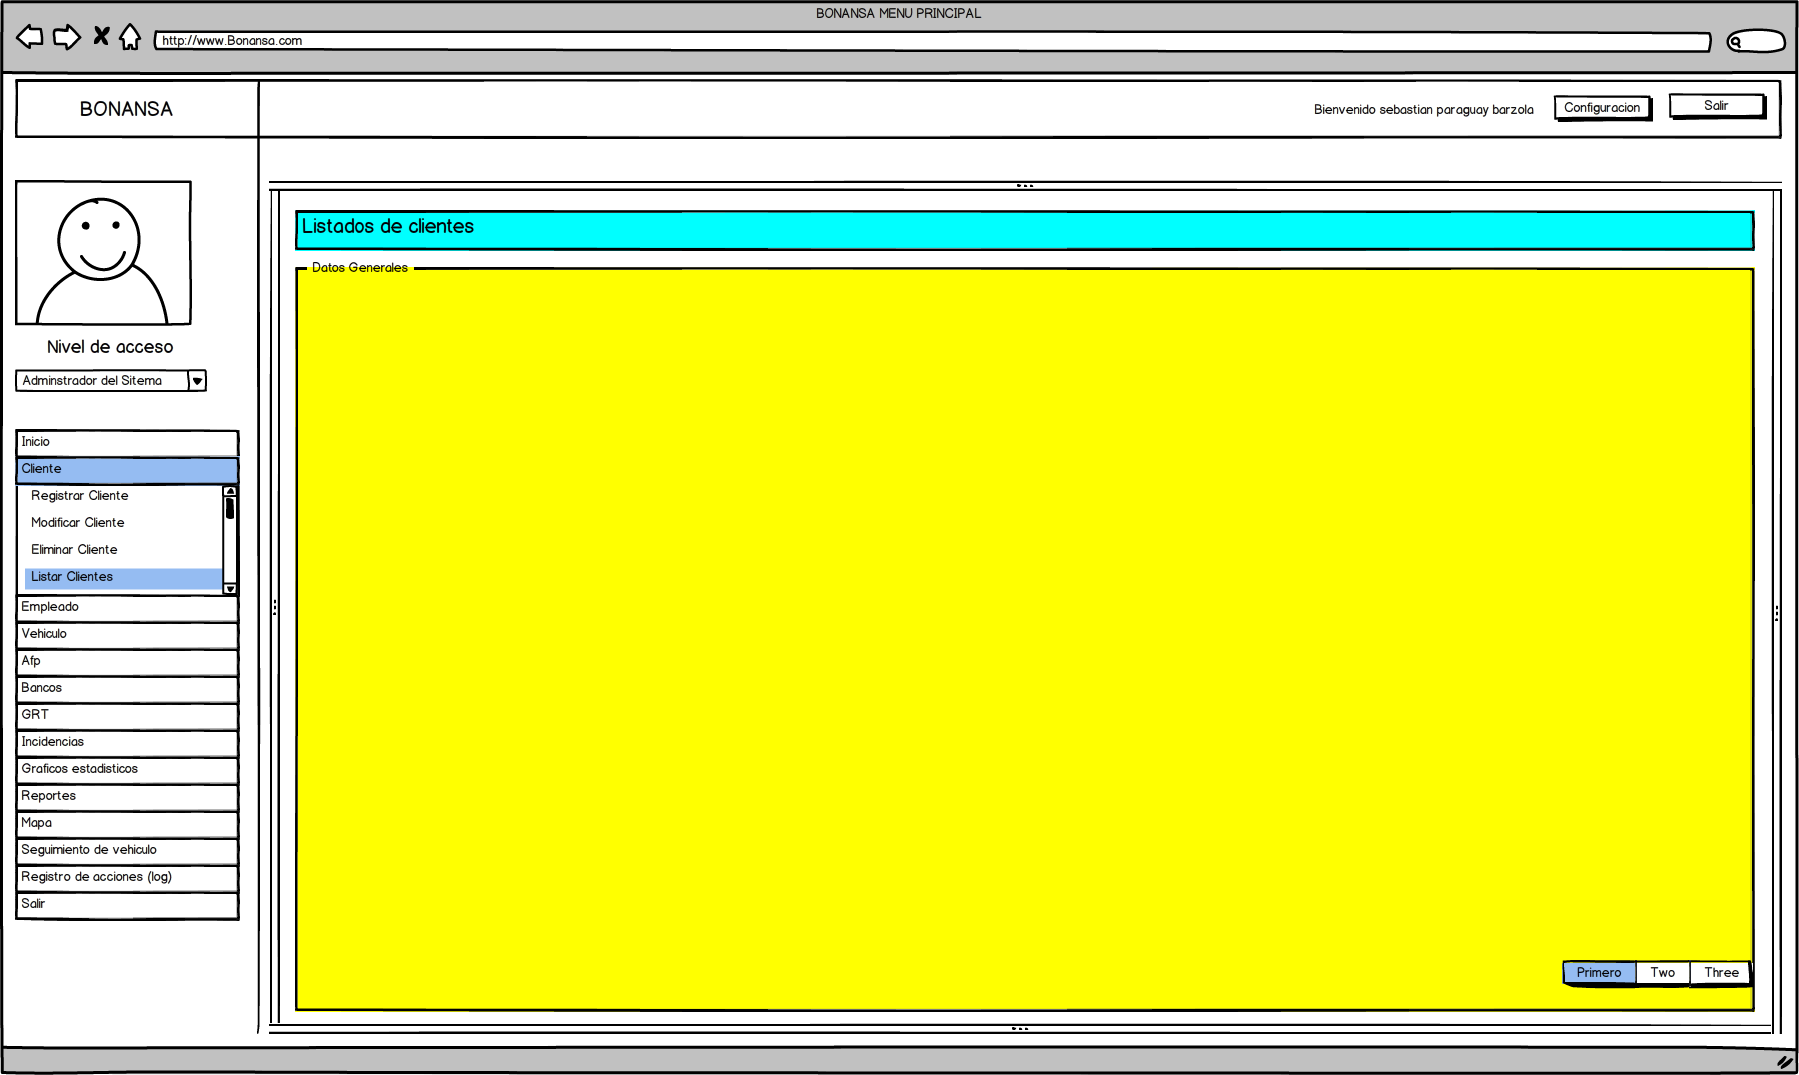 BONANSA MENU PRINCIPAL
http://www.Bonansa.com
BONANSA
Bienvenido sebastian paraguay barzola
Configuracion
Salir
Nivel de acceso
Adminstrador del Sitema
Inicio
Cliente
Registrar Cliente
Modificar Cliente
Eliminar Cliente
Listar Clientes
Empleado
Vehiculo
Afp
Bancos
GRT
Incidencias
Graficos estadisticos
Reportes
Mapa
Seguimiento de vehiculo
Registro de acciones (log)
Salir
Listados de clientes
Datos Generales
Primero
Two
Three